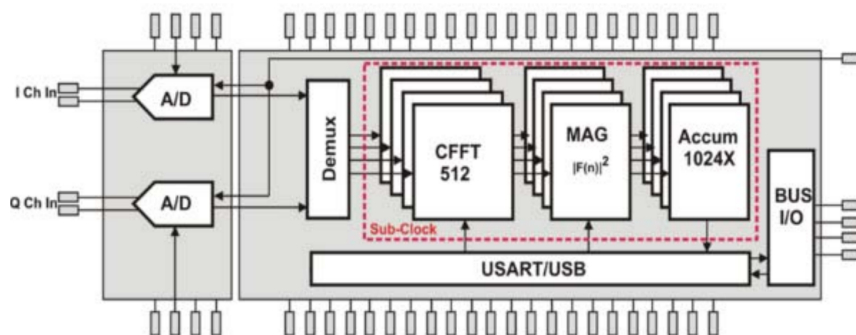 I Ch In
A/D
Q Ch In
A/D
Demux
CFFT
512
MAG
|F(n)|²
Accum
1024X
Sub-Clock
BUS
I/O
USART/USB